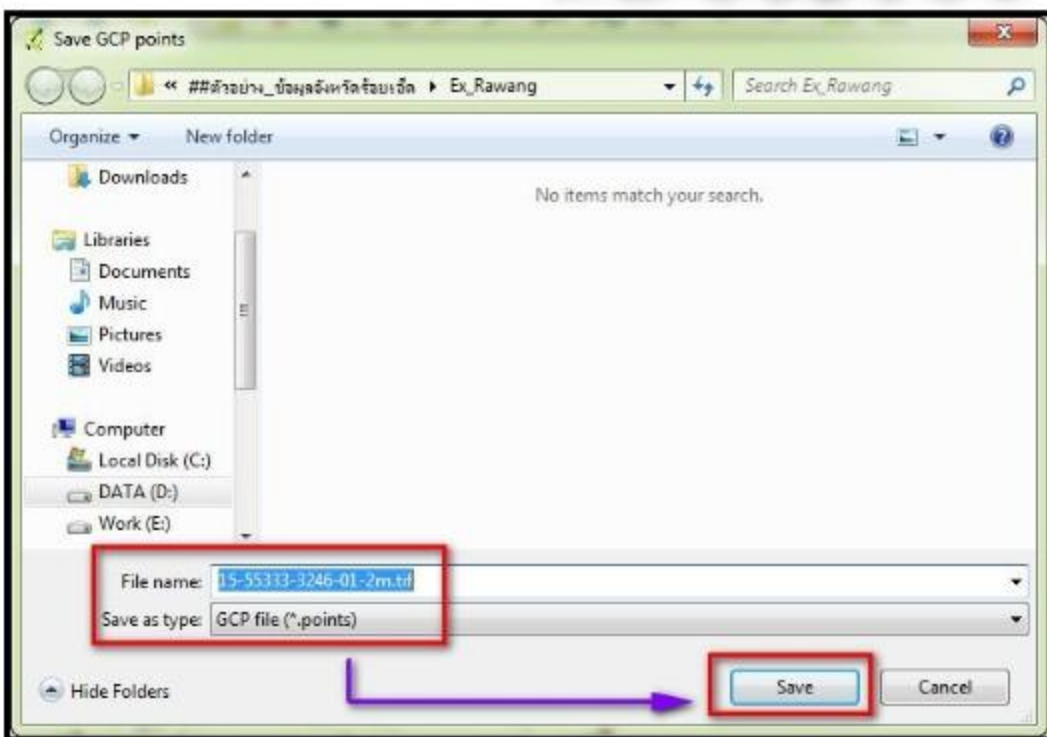 Save GCP points
« ##ตัวอย่าง_ข้อมูลจังหวัดร้อยเอ็ด ▸ Ex_Rawang
Search Ex_Rawang
Organize
New folder
Downloads
No items match your search.
Libraries
Documents
Music
Pictures
Videos
Computer
Local Disk (C:)
DATA (D:)
Work (E:)
File name: 15-55333-3246-01-2m.tif
Save as type: GCP file (*.points)
Hide Folders
Save
Cancel